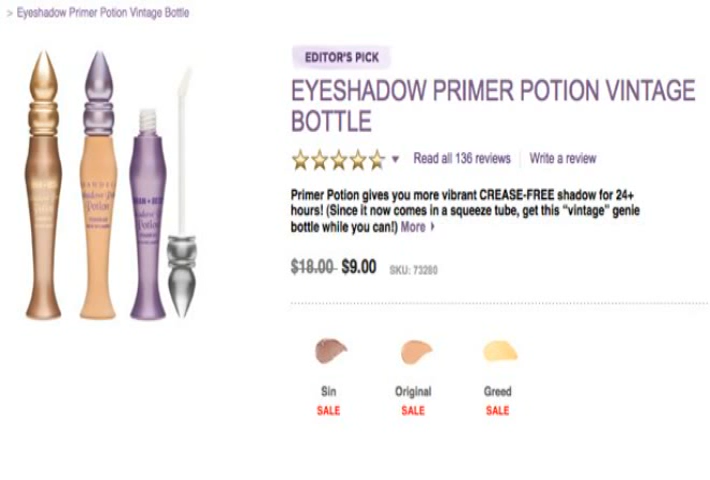 > Eyeshadow Primer Potion Vintage Bottle
EDITOR'S PICK
EYESHADOW PRIMER POTION VINTAGE
BOTTLE
Read all 136 reviews
Write a review
Primer Potion gives you more vibrant CREASE-FREE shadow for 24+
hours! (Since it now comes in a squeeze tube, get this "vintage" genie
bottle while you can!) More
$18.00 $9.00 SKU: 73280
Sin
Original
Greed
SALE
SALE
SALE